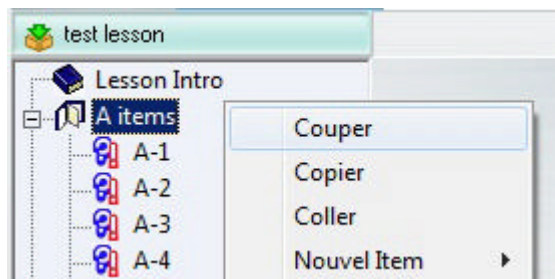 test lesson
Lesson Intro
A items
A-1
A-2
A-3
A-4
Couper
Copier
Coller
Nouvel Item